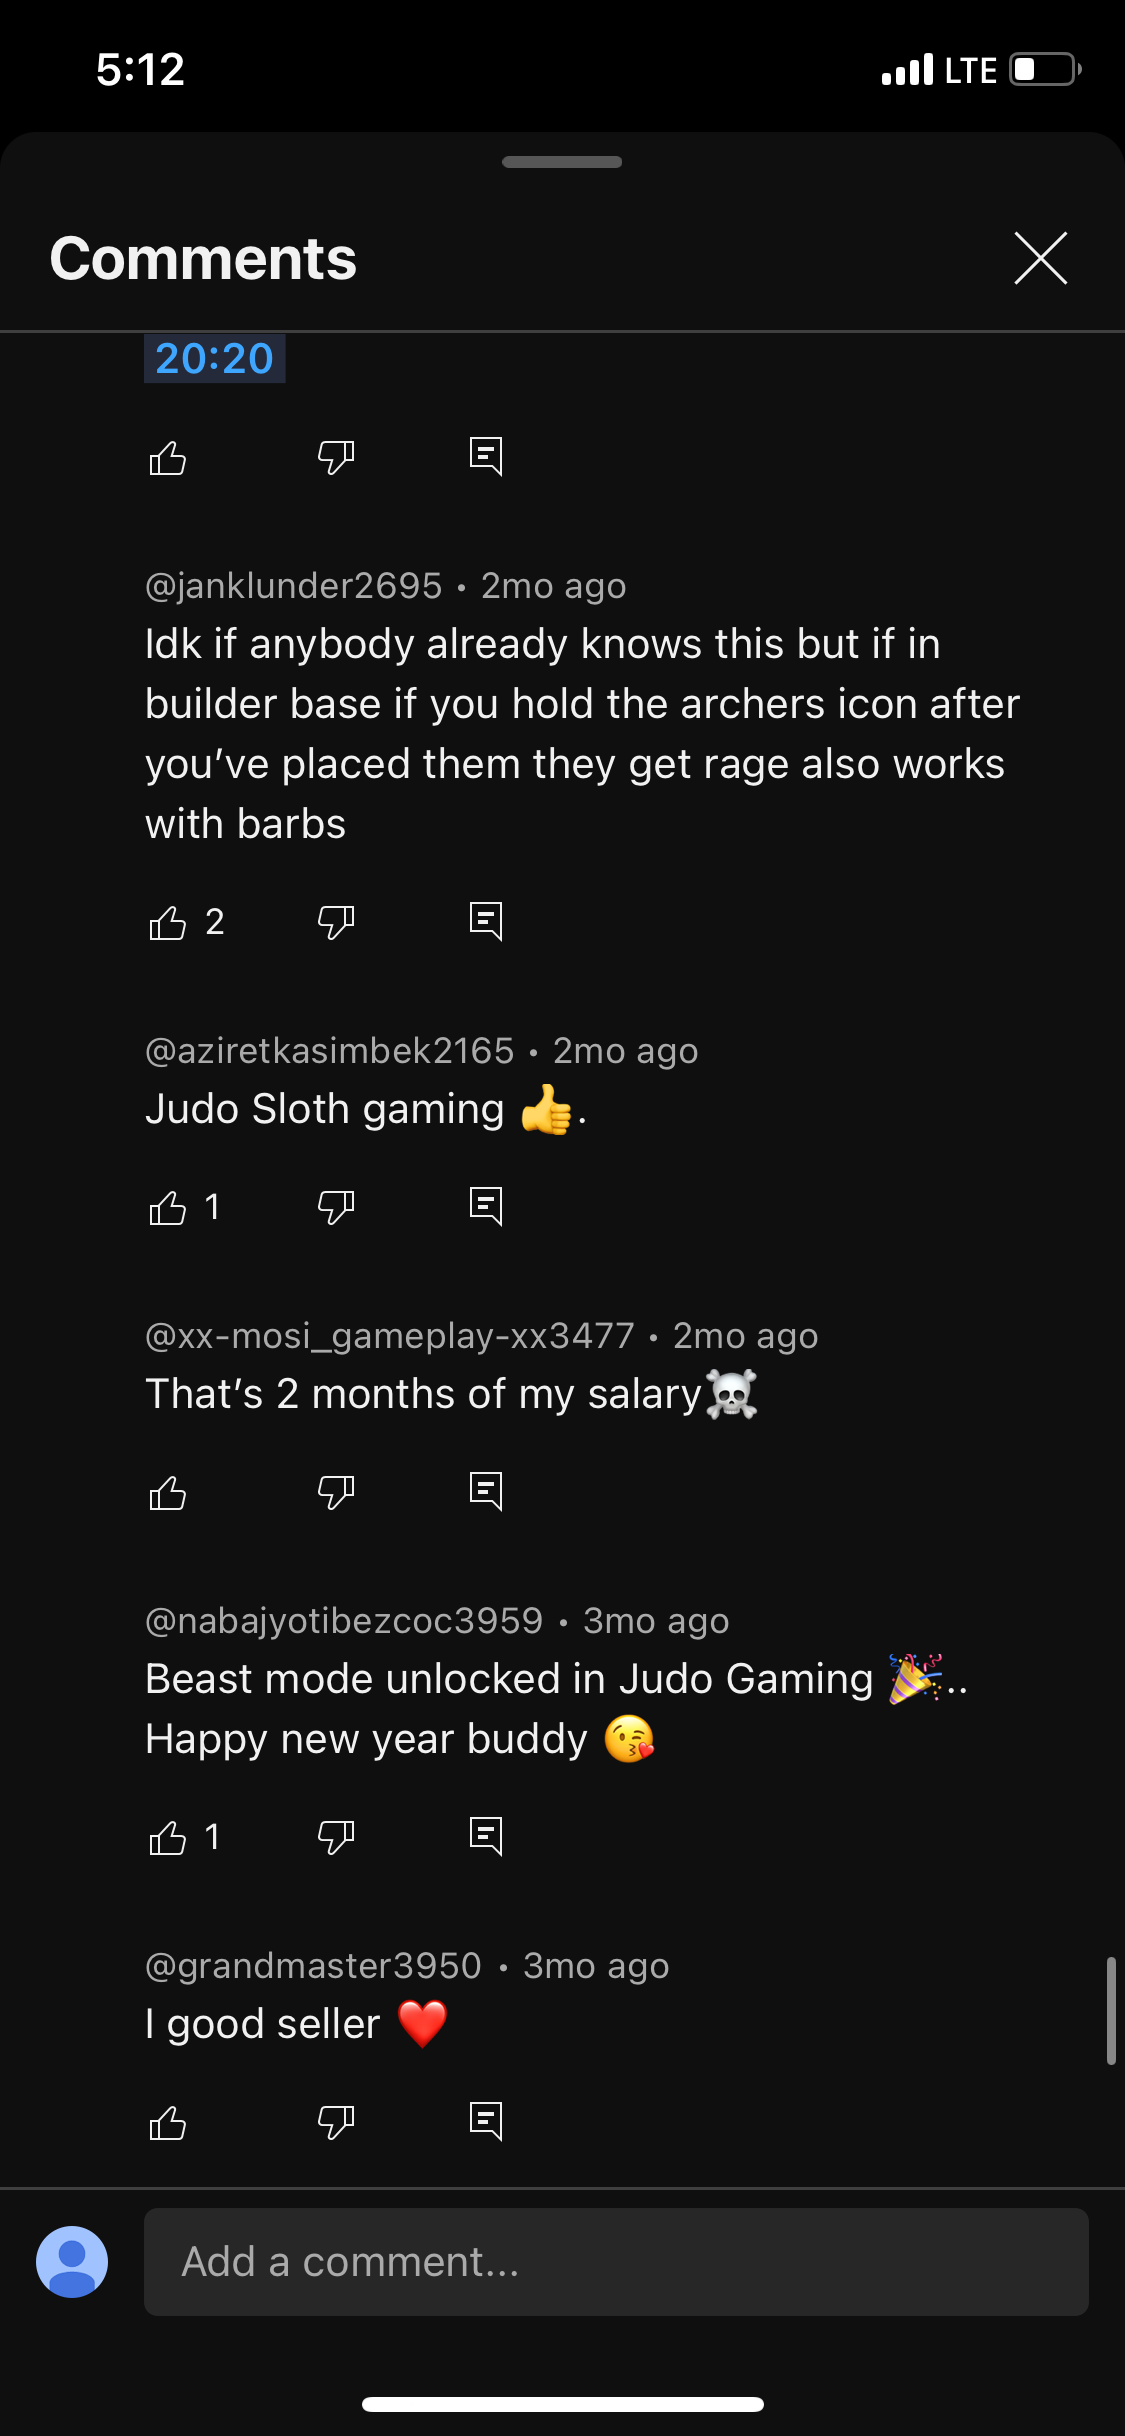 5:12
LTE
Comments
20:20
@janklunder2695 • 2mo ago
Idk if anybody already knows this but if in
builder base if you hold the archers icon after
you’ve placed them they get rage also works
with barbs
2
@aziretkasimbek2165 • 2mo ago
Judo Sloth gaming 👍.
1
@xx-mosi_gameplay-xx3477 • 2mo ago
That’s 2 months of my salary☠️
@nabajyotibezcoc3959 • 3mo ago
Beast mode unlocked in Judo Gaming 🎉..
Happy new year buddy 😘
1
@grandmaster3950 • 3mo ago
I good seller ❤️
Add a comment...